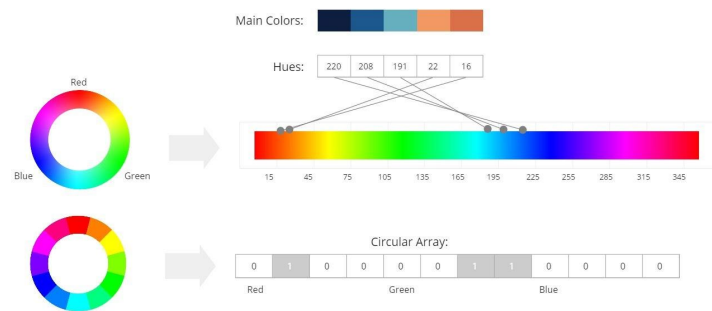 Main Colors:
Hues: 220 208 191 22 16
Red
Blue Green
15 45 75 105 135 165 195 225 255 285 315 345
Circular Array:
0 1 0 0 0 0 1 1 0 0 0 0
Red Green Blue